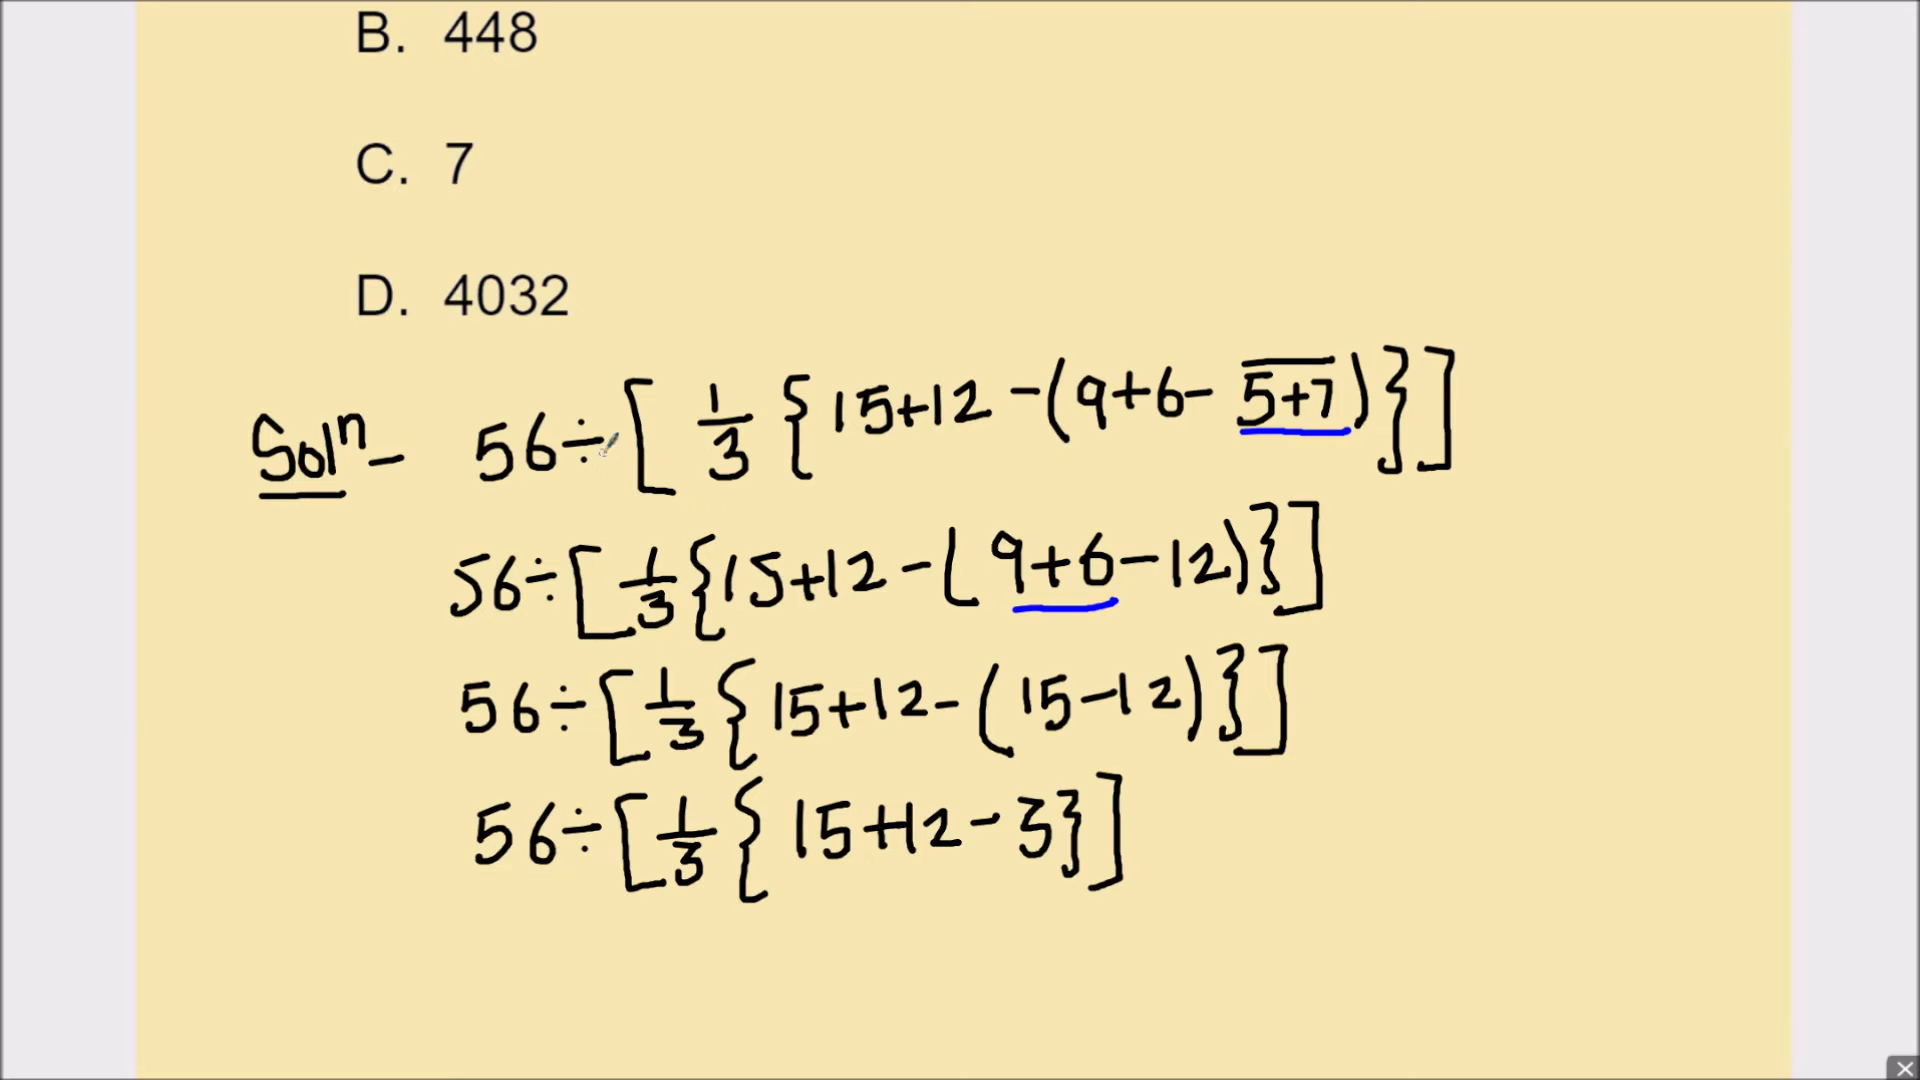 B. 448
C. 7
D. 4032
Solⁿ- 56÷[1/3{15+12-(9+6-5+7)}]
56÷[1/3{15+12-(9+6-12)}]
56÷[1/3{15+12-(15-12)}]
56÷[1/3{15+12-3}]